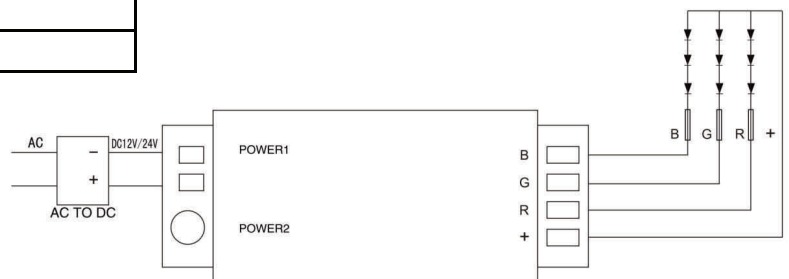 AC
DC12V/24V
−
+
AC TO DC
POWER1
POWER2
B
G
R
+
B G R +